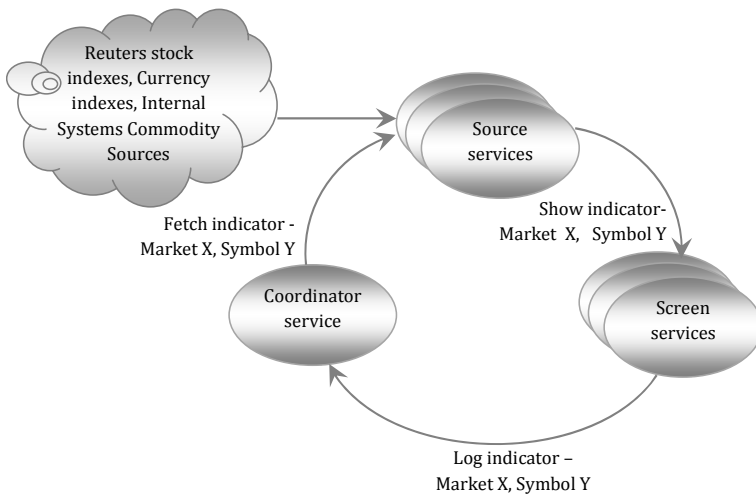 Reuters stock
indexes, Currency
indexes, Internal
Systems Commodity
Sources
Source
services
Fetch indicator -
Market X, Symbol Y
Show indicator-
Market X, Symbol Y
Coordinator
service
Screen
services
Log indicator –
Market X, Symbol Y